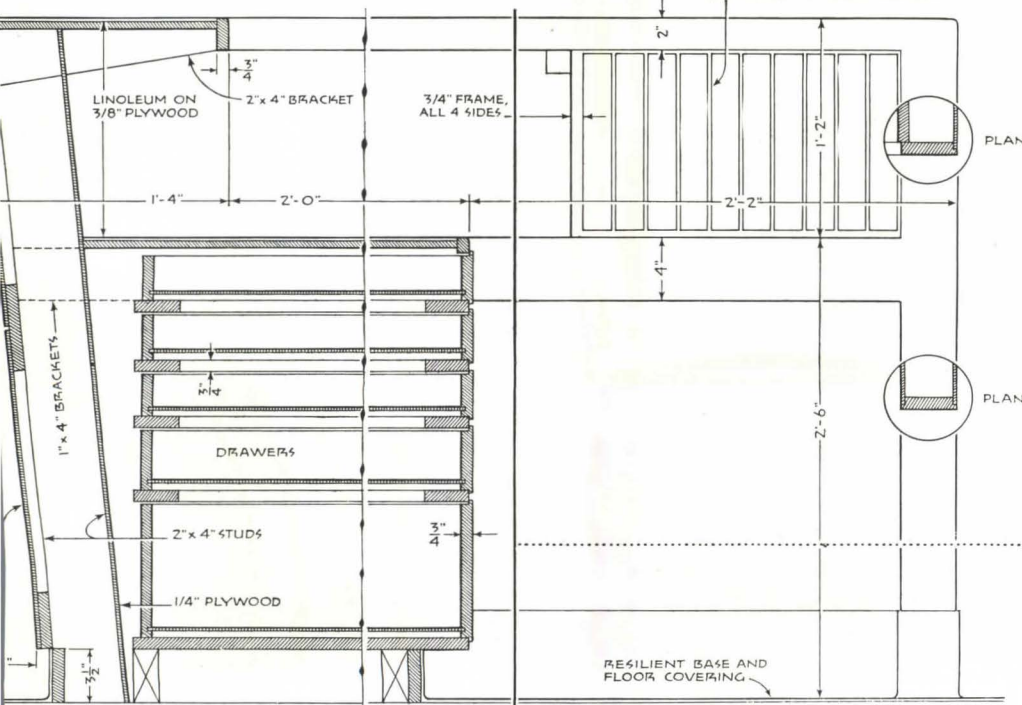 2"
3"
4
LINOLEUM ON
3/8" PLYWOOD
2"x 4" BRACKET
3/4" FRAME,
ALL 4 SIDES
1'-2"
PLAN
1'-4"
2'-0"
2'-2"
4"
1"x 4" BRACKETS
3"
4
2'-6"
PLAN
DRAWERS
2"x 4" STUDS
3"
4
1/4" PLYWOOD
"
3 1/2"
RESILIENT BASE AND
FLOOR COVERING